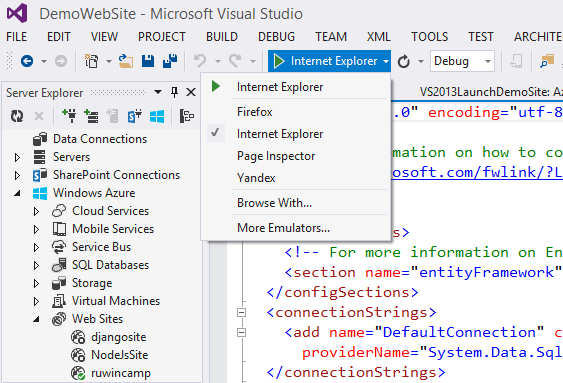 DemoWebSite - Microsoft Visual Studio
FILE EDIT VIEW PROJECT BUILD DEBUG TEAM SQL TOOLS TEST ARCHITECTURE
Internet Explorer Debug
Server Explorer
Internet Explorer
Firefox
Internet Explorer
Page Inspector
Yandex
Browse With...
More Emulators...
Data Connections
Servers
SharePoint Connections
Windows Azure
Cloud Services
Mobile Services
Service Bus
SQL Databases
Storage
Virtual Machines
Web Sites
djangosite
NodeJsSite
ruwincamp
VS2013LaunchDemoSite: Az
.0" encoding="utf-8
mation on how to co
osoft.com/fwlink/?L
s>
<!-- For more information on En
<section name="entityFramework"
</configSections>
<connectionStrings>
<add name="DefaultConnection" c
providerName="System.Data.Sql
</connectionStrings>